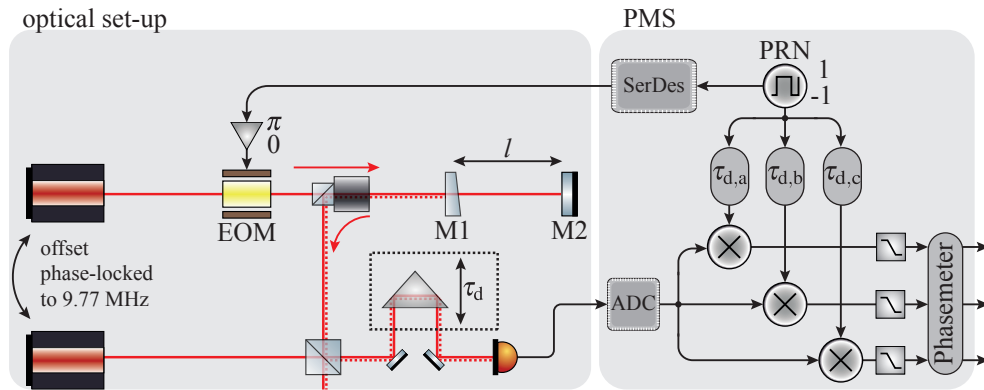 optical set-up
PMS
PRN
1
-1
SerDes
π
0
l
τd,a
τd,b
τd,c
EOM
M1
M2
offset
phase-locked
to 9.77 MHz
τd
ADC
Phasemeter